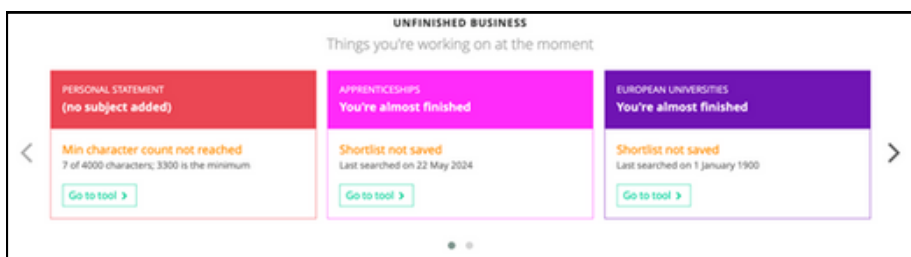 UNFINISHED BUSINESS
Things you're working on at the moment
PERSONAL STATEMENT
(no subject added)
Min character count not reached
7 of 4000 characters; 3300 is the minimum
Go to tool
APPRENTICESHIPS
You're almost finished
Shortlist not saved
Last searched on 22 May 2024
Go to tool
EUROPEAN UNIVERSITIES
You're almost finished
Shortlist not saved
Last searched on 1 January 1900
Go to tool